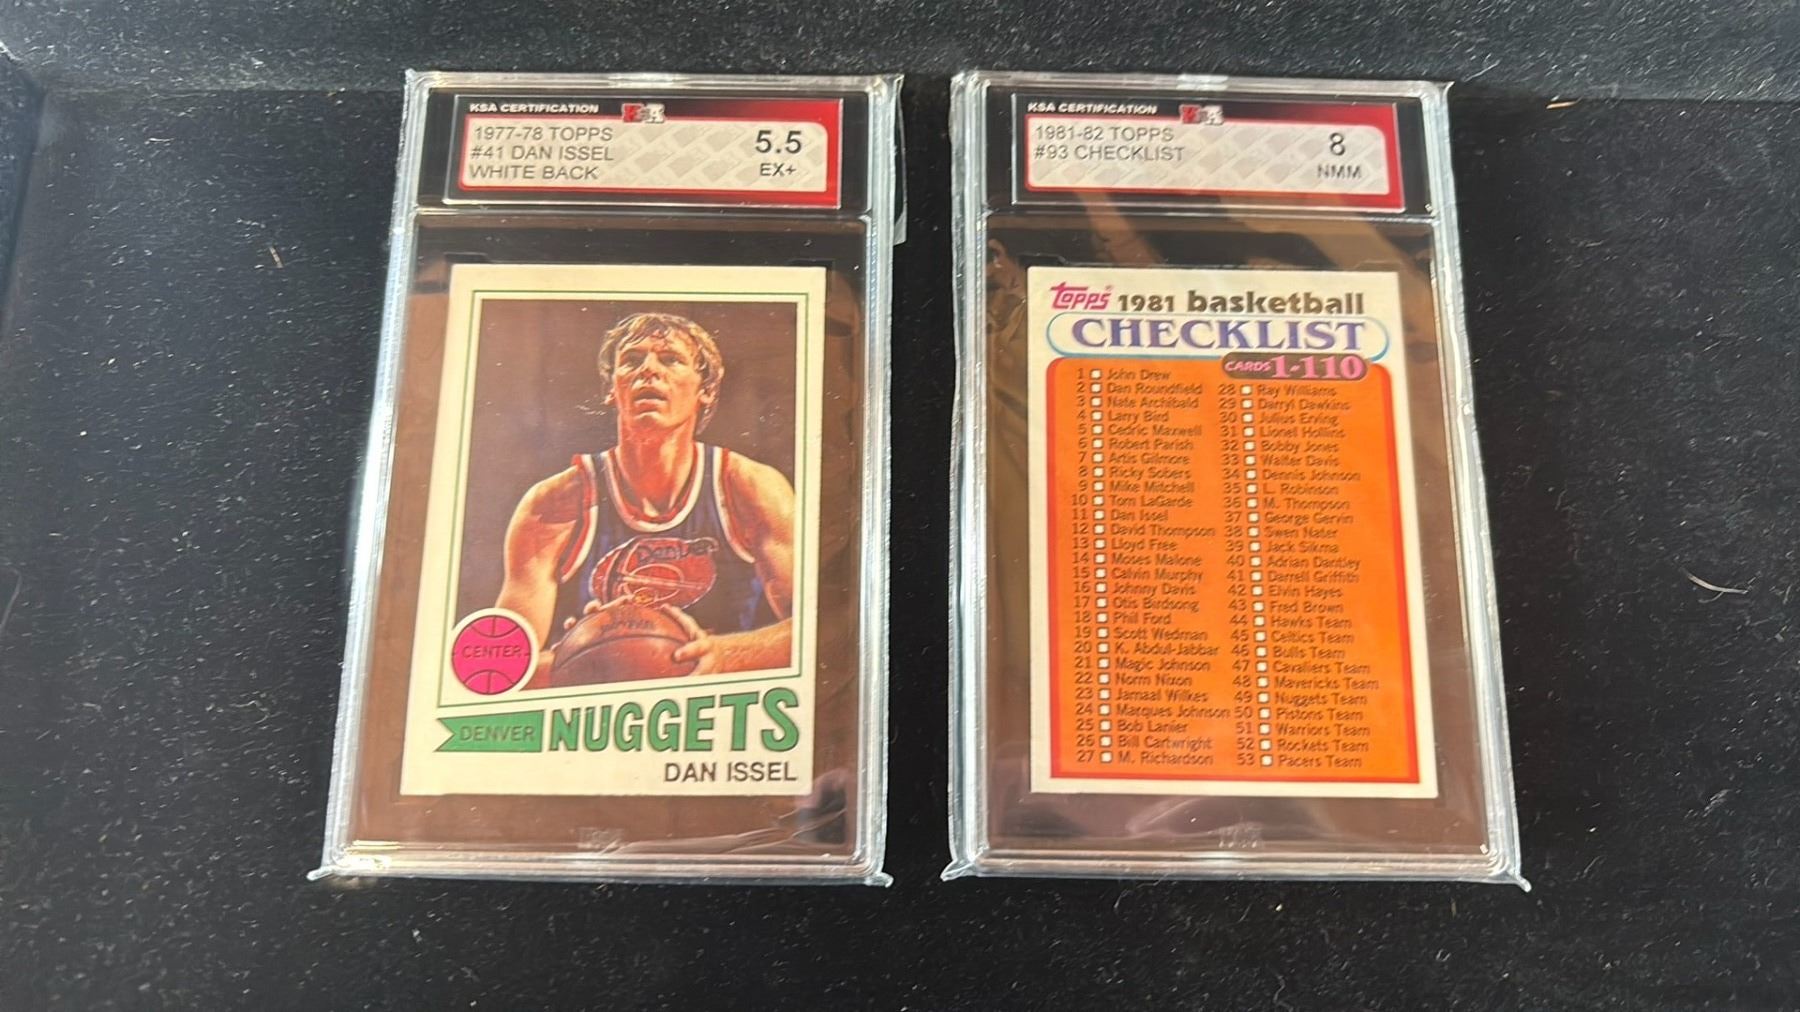 KSA CERTIFICATION KSA
1977-78 TOPPS
#41 DAN ISSEL
WHITE BACK
5.5
EX+
CENTER
DENVER NUGGETS
DAN ISSEL
Denver
KSA CERTIFICATION KSA
1981-82 TOPPS
#93 CHECKLIST
8
NMM
TOPPS 1981 basketball
CHECKLIST
CARDS 1-110
1 John Drew
2 Dan Roundfield
3 Nate Archibald
4 Larry Bird
5 Cedric Maxwell
6 Robert Parish
7 Artis Gilmore
8 Ricky Sobers
9 Mike Mitchell
10 Tom LaGarde
11 Dan Issel
12 David Thompson
13 Lloyd Free
14 Moses Malone
15 Calvin Murphy
16 Johnny Davis
17 Otis Birdsong
18 Phil Ford
19 Scott Wedman
20 K. Abdul-Jabbar
21 Magic Johnson
22 Norm Nixon
23 Jamaal Wilkes
24 Marques Johnson
25 Bob Lanier
26 Bill Cartwright
27 M. Richardson
28 Ray Williams
29 Darryl Dawkins
30 Julius Erving
31 Lionel Hollins
32 Bobby Jones
33 Walter Davis
34 Dennis Johnson
35 L. Robinson
36 M. Thompson
37 George Gervin
38 Swen Nater
39 Jack Sikma
40 Adrian Dantley
41 Darrell Griffith
42 Elvin Hayes
43 Fred Brown
44 Hawks Team
45 Celtics Team
46 Bulls Team
47 Cavaliers Team
48 Mavericks Team
49 Nuggets Team
50 Pistons Team
51 Warriors Team
52 Rockets Team
53 Pacers Team